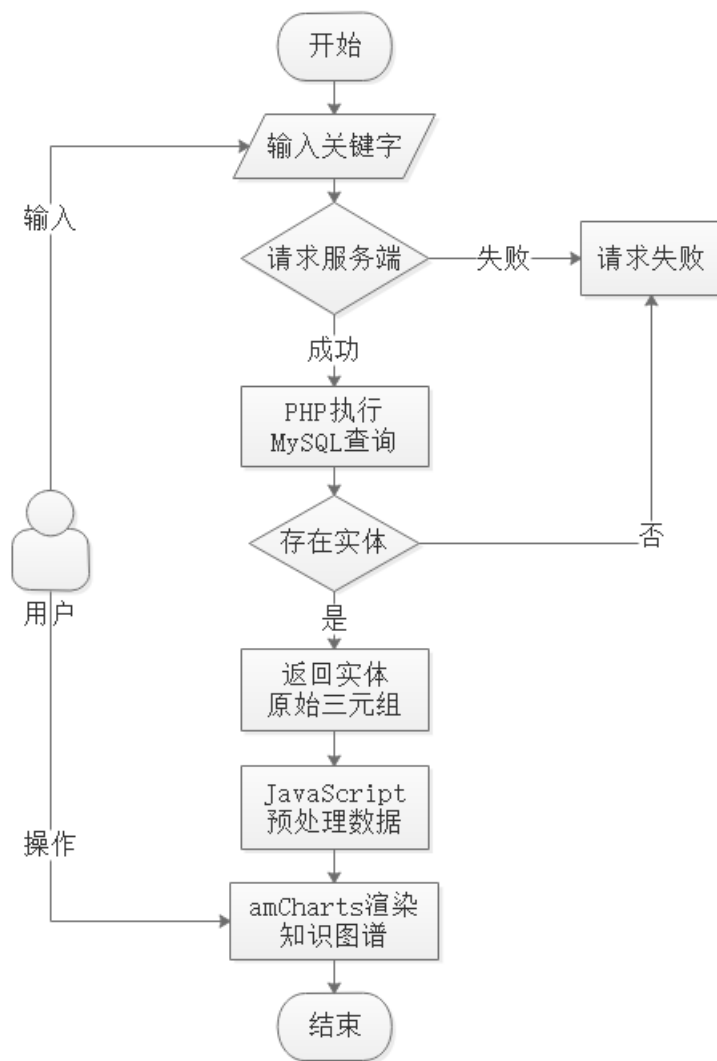 开始
输入关键字
输入
请求服务端
失败
请求失败
成功
PHP执行
MySQL查询
存在实体
否
用户
是
返回实体
原始三元组
JavaScript
预处理数据
操作
amCharts渲染
知识图谱
结束